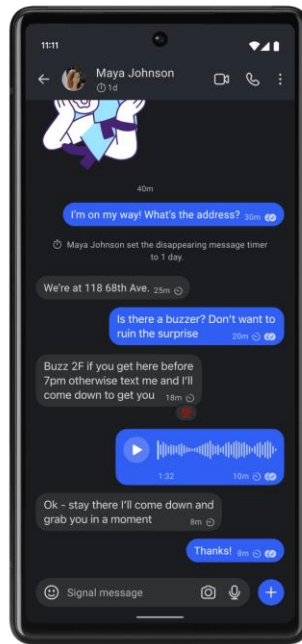 11:11
Maya Johnson
1d
40m
I'm on my way! What's the address? 30m
Maya Johnson set the disappearing message timer
to 1 day.
We're at 118 68th Ave. 25m
Is there a buzzer? Don't want to
ruin the surprise 20m
Buzz 2F if you get here before
7pm otherwise text me and I'll
come down to get you 18m
💯
1:32 10m
Ok - stay there I'll come down and
grab you in a moment 8m
Thanks! 8m
Signal message